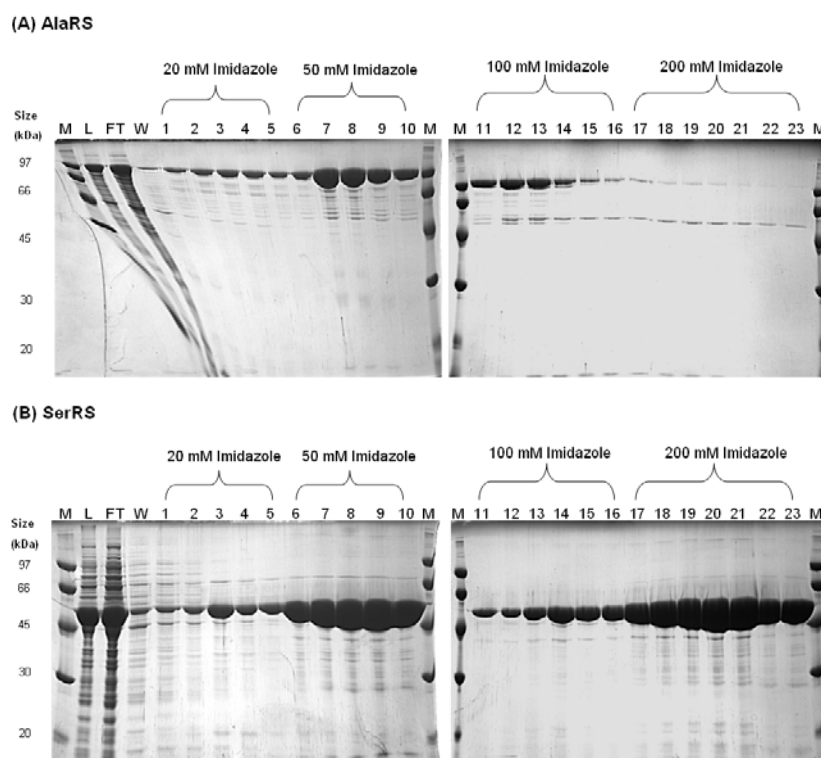 (A) AlaRS
20 mM Imidazole 50 mM Imidazole 100 mM Imidazole 200 mM Imidazole
Size
(kDa)
M L FT W 1 2 3 4 5 6 7 8 9 10 M M 11 12 13 14 15 16 17 18 19 20 21 22 23 M
97
66
45
30
20
(B) SerRS
20 mM Imidazole 50 mM Imidazole 100 mM Imidazole 200 mM Imidazole
Size
(kDa)
M L FT W 1 2 3 4 5 6 7 8 9 10 M M 11 12 13 14 15 16 17 18 19 20 21 22 23 M
97
66
45
30
20